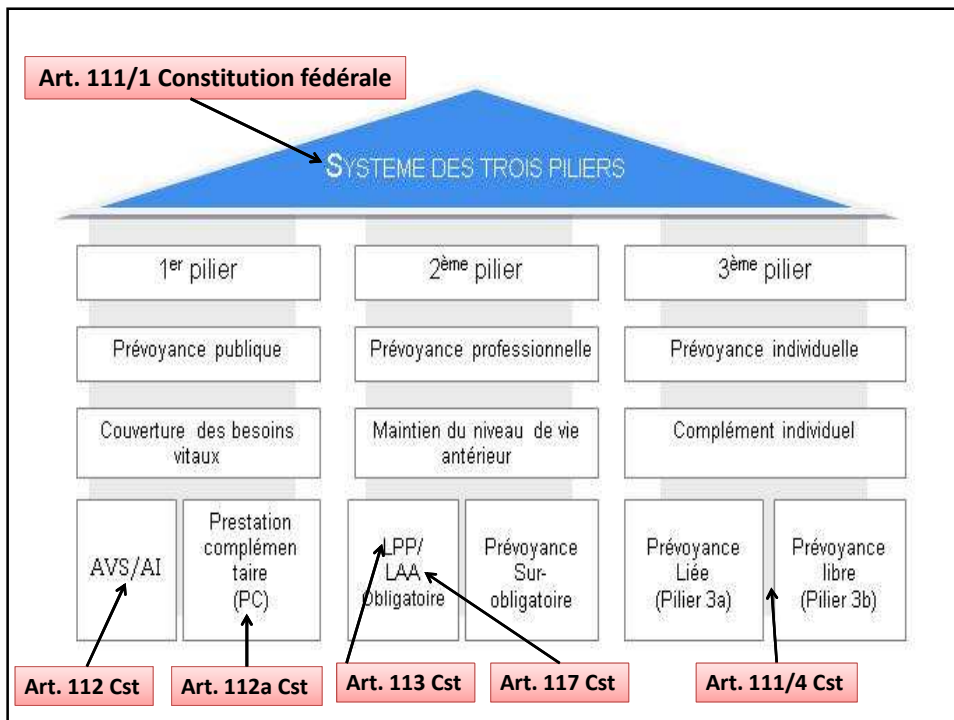 Art. 111/1 Constitution fédérale
SYSTEME DES TROIS PILIERS
1er pilier
2ème pilier
3ème pilier
Prévoyance publique
Prévoyance professionnelle
Prévoyance individuelle
Couverture des besoins
vitaux
Maintien du niveau de vie
antérieur
Complément individuel
AVS/AI
Prestation
complémen
taire
(PC)
LPP/
LAA
Obligatoire
Prévoyance
Sur-
obligatoire
Prévoyance
Liée
(Pilier 3a)
Prévoyance
libre
(Pilier 3b)
Art. 112 Cst
Art. 112a Cst
Art. 113 Cst
Art. 117 Cst
Art. 111/4 Cst